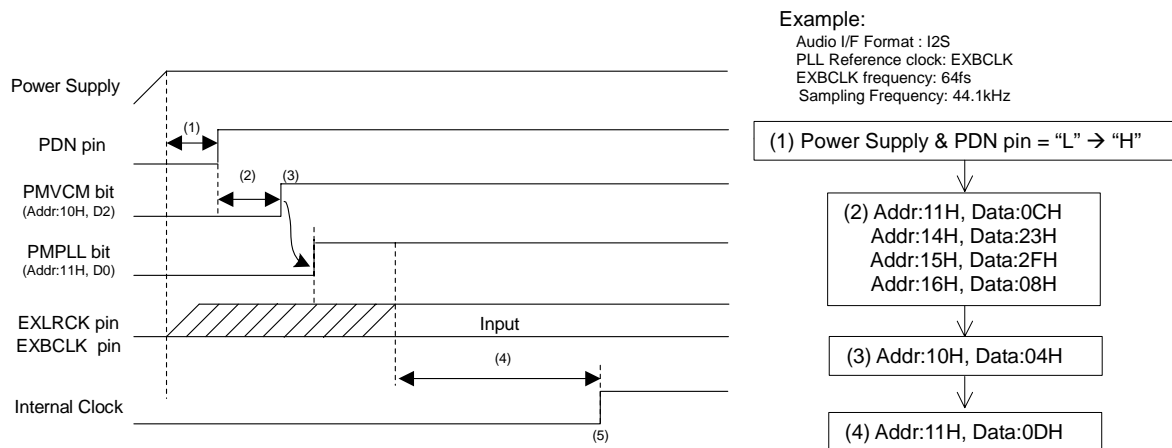 Example:
Audio I/F Format : I2S
PLL Reference clock: EXBCLK
EXBCLK frequency: 64fs
Sampling Frequency: 44.1kHz
Power Supply
(1)
PDN pin
(2)
(3)
PMVCM bit
(Addr:10H, D2)
PMPLL bit
(Addr:11H, D0)
EXLRCK pin
EXBCLK pin
Input
(4)
Internal Clock
(5)
(1) Power Supply & PDN pin = “L” → “H”
(2) Addr:11H, Data:0CH
Addr:14H, Data:23H
Addr:15H, Data:2FH
Addr:16H, Data:08H
(3) Addr:10H, Data:04H
(4) Addr:11H, Data:0DH